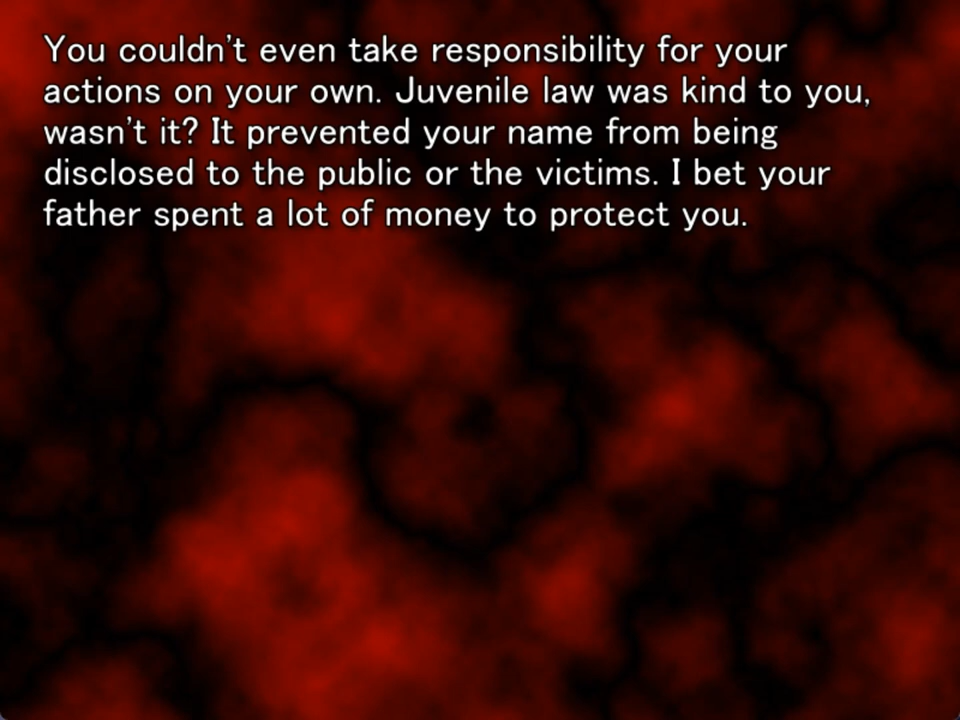 You couldn't even take responsibility for your
actions on your own. Juvenile law was kind to you,
wasn't it? It prevented your name from being
disclosed to the public or the victims. I bet your
father spent a lot of money to protect you.